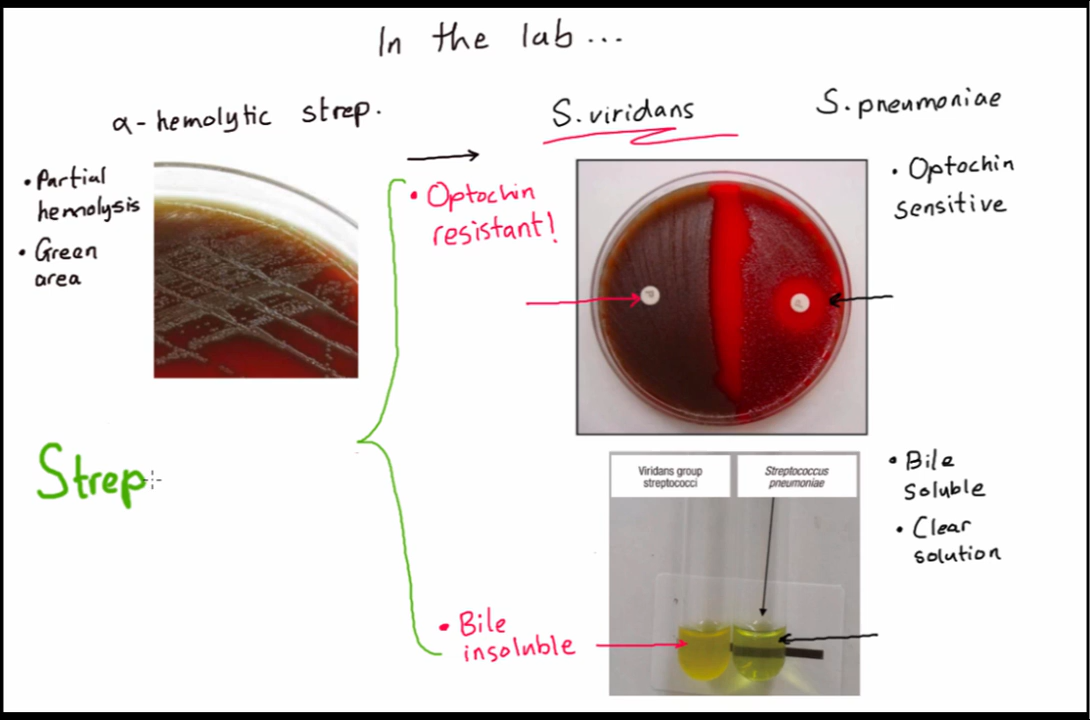 In the lab...
α-hemolytic strep.
• Partial
hemolysis
• Green
area
S.viridans
• Optochin
resistant!
S.pneumoniae
• Optochin
sensitive
Strep
Viridans group
streptococci
Streptococcus
pneumoniae
• Bile
soluble
• Clear
solution
• Bile
insoluble